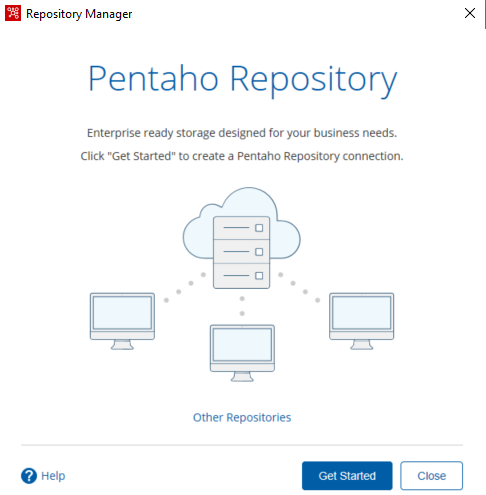 Repository Manager
Pentaho Repository
Enterprise ready storage designed for your business needs.
Click "Get Started" to create a Pentaho Repository connection.
Other Repositories
? Help
Get Started
Close